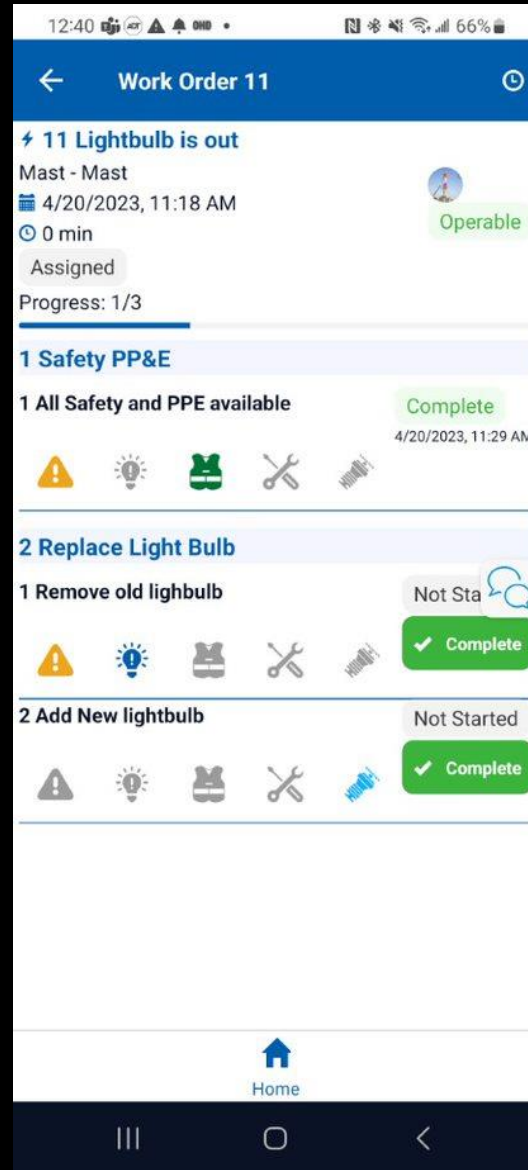 12:40 OHD 66%
Work Order 11
11 Lightbulb is out
Mast - Mast
4/20/2023, 11:18 AM
Operable
0 min
Assigned
Progress: 1/3
1 Safety PP&E
1 All Safety and PPE available
Complete
4/20/2023, 11:29 AM
2 Replace Light Bulb
1 Remove old lighbulb
Not Sta
Complete
2 Add New lightbulb
Not Started
Complete
Home